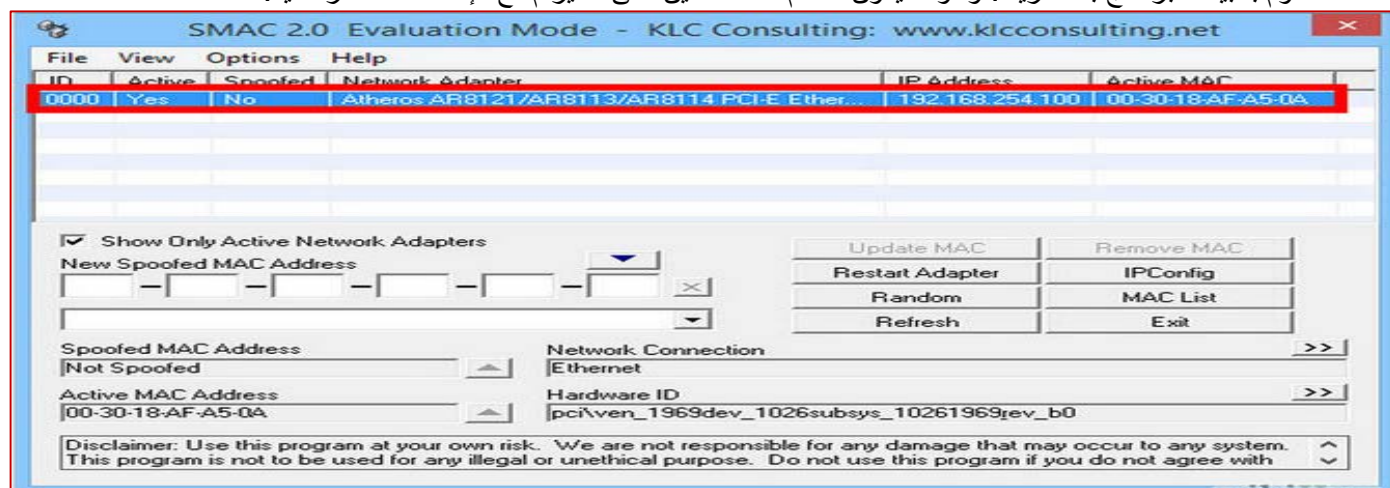 SMAC 2.0 Evaluation Mode - KLC Consulting: www.klcconsulting.net
File View Options Help
ID Active Spoofed Network Adapter IP Address Active MAC
0000 Yes No Atheros AR8121/AR8113/AR8114 PCI-E Ether... 192.168.254.100 00-30-18-AF-A5-0A
Show Only Active Network Adapters
New Spoofed MAC Address
Update MAC Remove MAC
Restart Adapter IPConfig
Random MAC List
Refresh Exit
Spoofed MAC Address Network Connection >>
Not Spoofed Ethernet
Active MAC Address Hardware ID >>
00-30-18-AF-A5-0A pci\ven_1969dev_1026subsys_10261969rev_b0
Disclaimer: Use this program at your own risk. We are not responsible for any damage that may occur to any system.
This program is not to be used for any illegal or unethical purpose. Do not use this program if you do not agree with